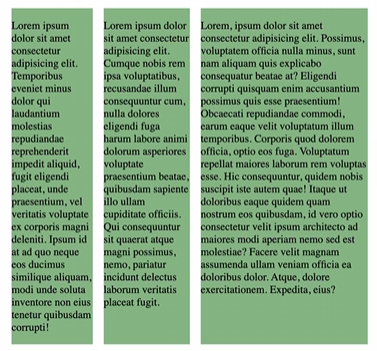 Lorem ipsum
dolor sit amet
consectetur
adipisicing elit.
Temporibus
eveniet minus
dolor qui
laudantium
molestias
repudiandae
reprehenderit
impedit aliquid,
fugit eligendi
placeat, unde
praesentium, vel
veritatis voluptate
ex corporis magni
deleniti. Ipsum id
at ad quo neque
eos ducimus
similique aliquam,
modi unde soluta
inventore non eius
tenetur quibusdam
corrupti!
Lorem ipsum dolor
sit amet consectetur
adipisicing elit.
Cumque nobis rem
ipsa voluptatibus,
recusandae illum
consequuntur cum,
nulla dolores
eligendi fuga
harum labore animi
dolorum asperiores
voluptate
praesentium beatae,
quibusdam sapiente
illo ullam
cupiditate officiis.
Qui consequuntur
sit quaerat atque
magni possimus,
nemo, pariatur
incidunt delectus
laborum veritatis
placeat fugit.
Lorem, ipsum dolor sit amet
consectetur adipisicing elit. Possimus,
voluptatem officia nulla minus, sunt
nam aliquam quis explicabo
consequatur beatae at? Eligendi
corrupti quisquam enim accusantium
possimus quis esse praesentium!
Obcaecati repudiandae commodi,
earum eaque velit voluptatum illum
temporibus. Corporis quod dolorem
officia, optio eos fuga. Voluptatum
repellat maiores laborum rem voluptas
esse. Hic consequuntur, quidem nobis
suscipit iste autem quae! Itaque ut
doloribus eaque quidem quam
nostrum eos quibusdam, id vero optio
consectetur velit ipsum architecto ad
maiores modi aperiam nemo sed est
molestiae? Facere velit magnam
assumenda ullam veniam officia ea
doloribus dolor. Atque, dolore
exercitationem. Expedita, eius?